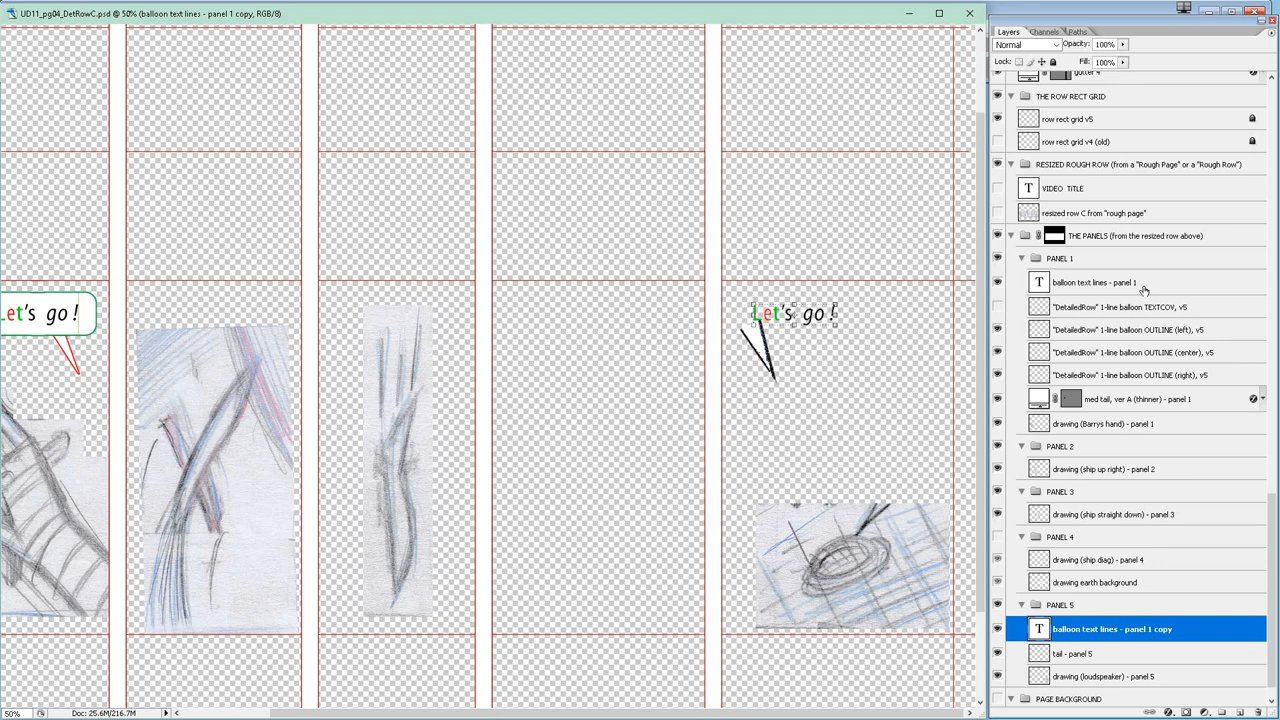 UD11_pg04_DetRowC.psd @ 50% (balloon text lines - panel 1 copy, RGB/8)
Let's go !
Let's go !
50%
Doc: 25.6M/216.7M
Layers
Channels
Paths
Normal
Opacity: 100%
Lock:
Fill: 100%
gutter 4
THE ROW RECT GRID
row rect grid v5
row rect grid v4 (old)
RESIZED ROUGH ROW (from a "Rough Page" or a "Rough Row")
T VIDEO TITLE
resized row C from "rough page"
THE PANELS (from the resized row above)
PANEL 1
T balloon text lines - panel 1
"DetailedRow" 1-line balloon TEXTCOV, v5
"DetailedRow" 1-line balloon OUTLINE (left), v5
"DetailedRow" 1-line balloon OUTLINE (center), v5
"DetailedRow" 1-line balloon OUTLINE (right), v5
med tail, ver A (thinner) - panel 1
drawing (Barrys hand) - panel 1
PANEL 2
drawing (ship up right) - panel 2
PANEL 3
drawing (ship straight down) - panel 3
PANEL 4
drawing (ship diag) - panel 4
drawing earth background
PANEL 5
T balloon text lines - panel 1 copy
tail - panel 5
drawing (loudspeaker) - panel 5
PAGE BACKGROUND